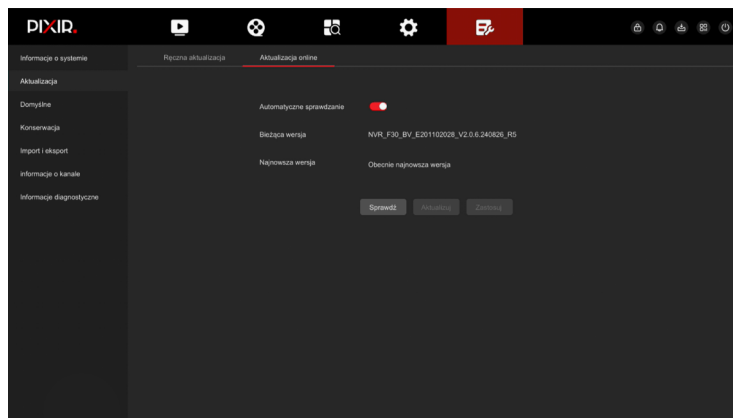 PIXIR.
Informacje o systemie
Aktualizacja
Domyślne
Konserwacja
Import i eksport
informacje o kanale
Informacje diagnostyczne
Ręczna aktualizacja
Aktualizacja online
Automatyczne sprawdzanie
Bieżąca wersja NVR_F30_BV_E201102028_V2.0.6.240826_R5
Najnowsza wersja Obecnie najnowsza wersja
Sprawdź Aktualizuj Zastosuj